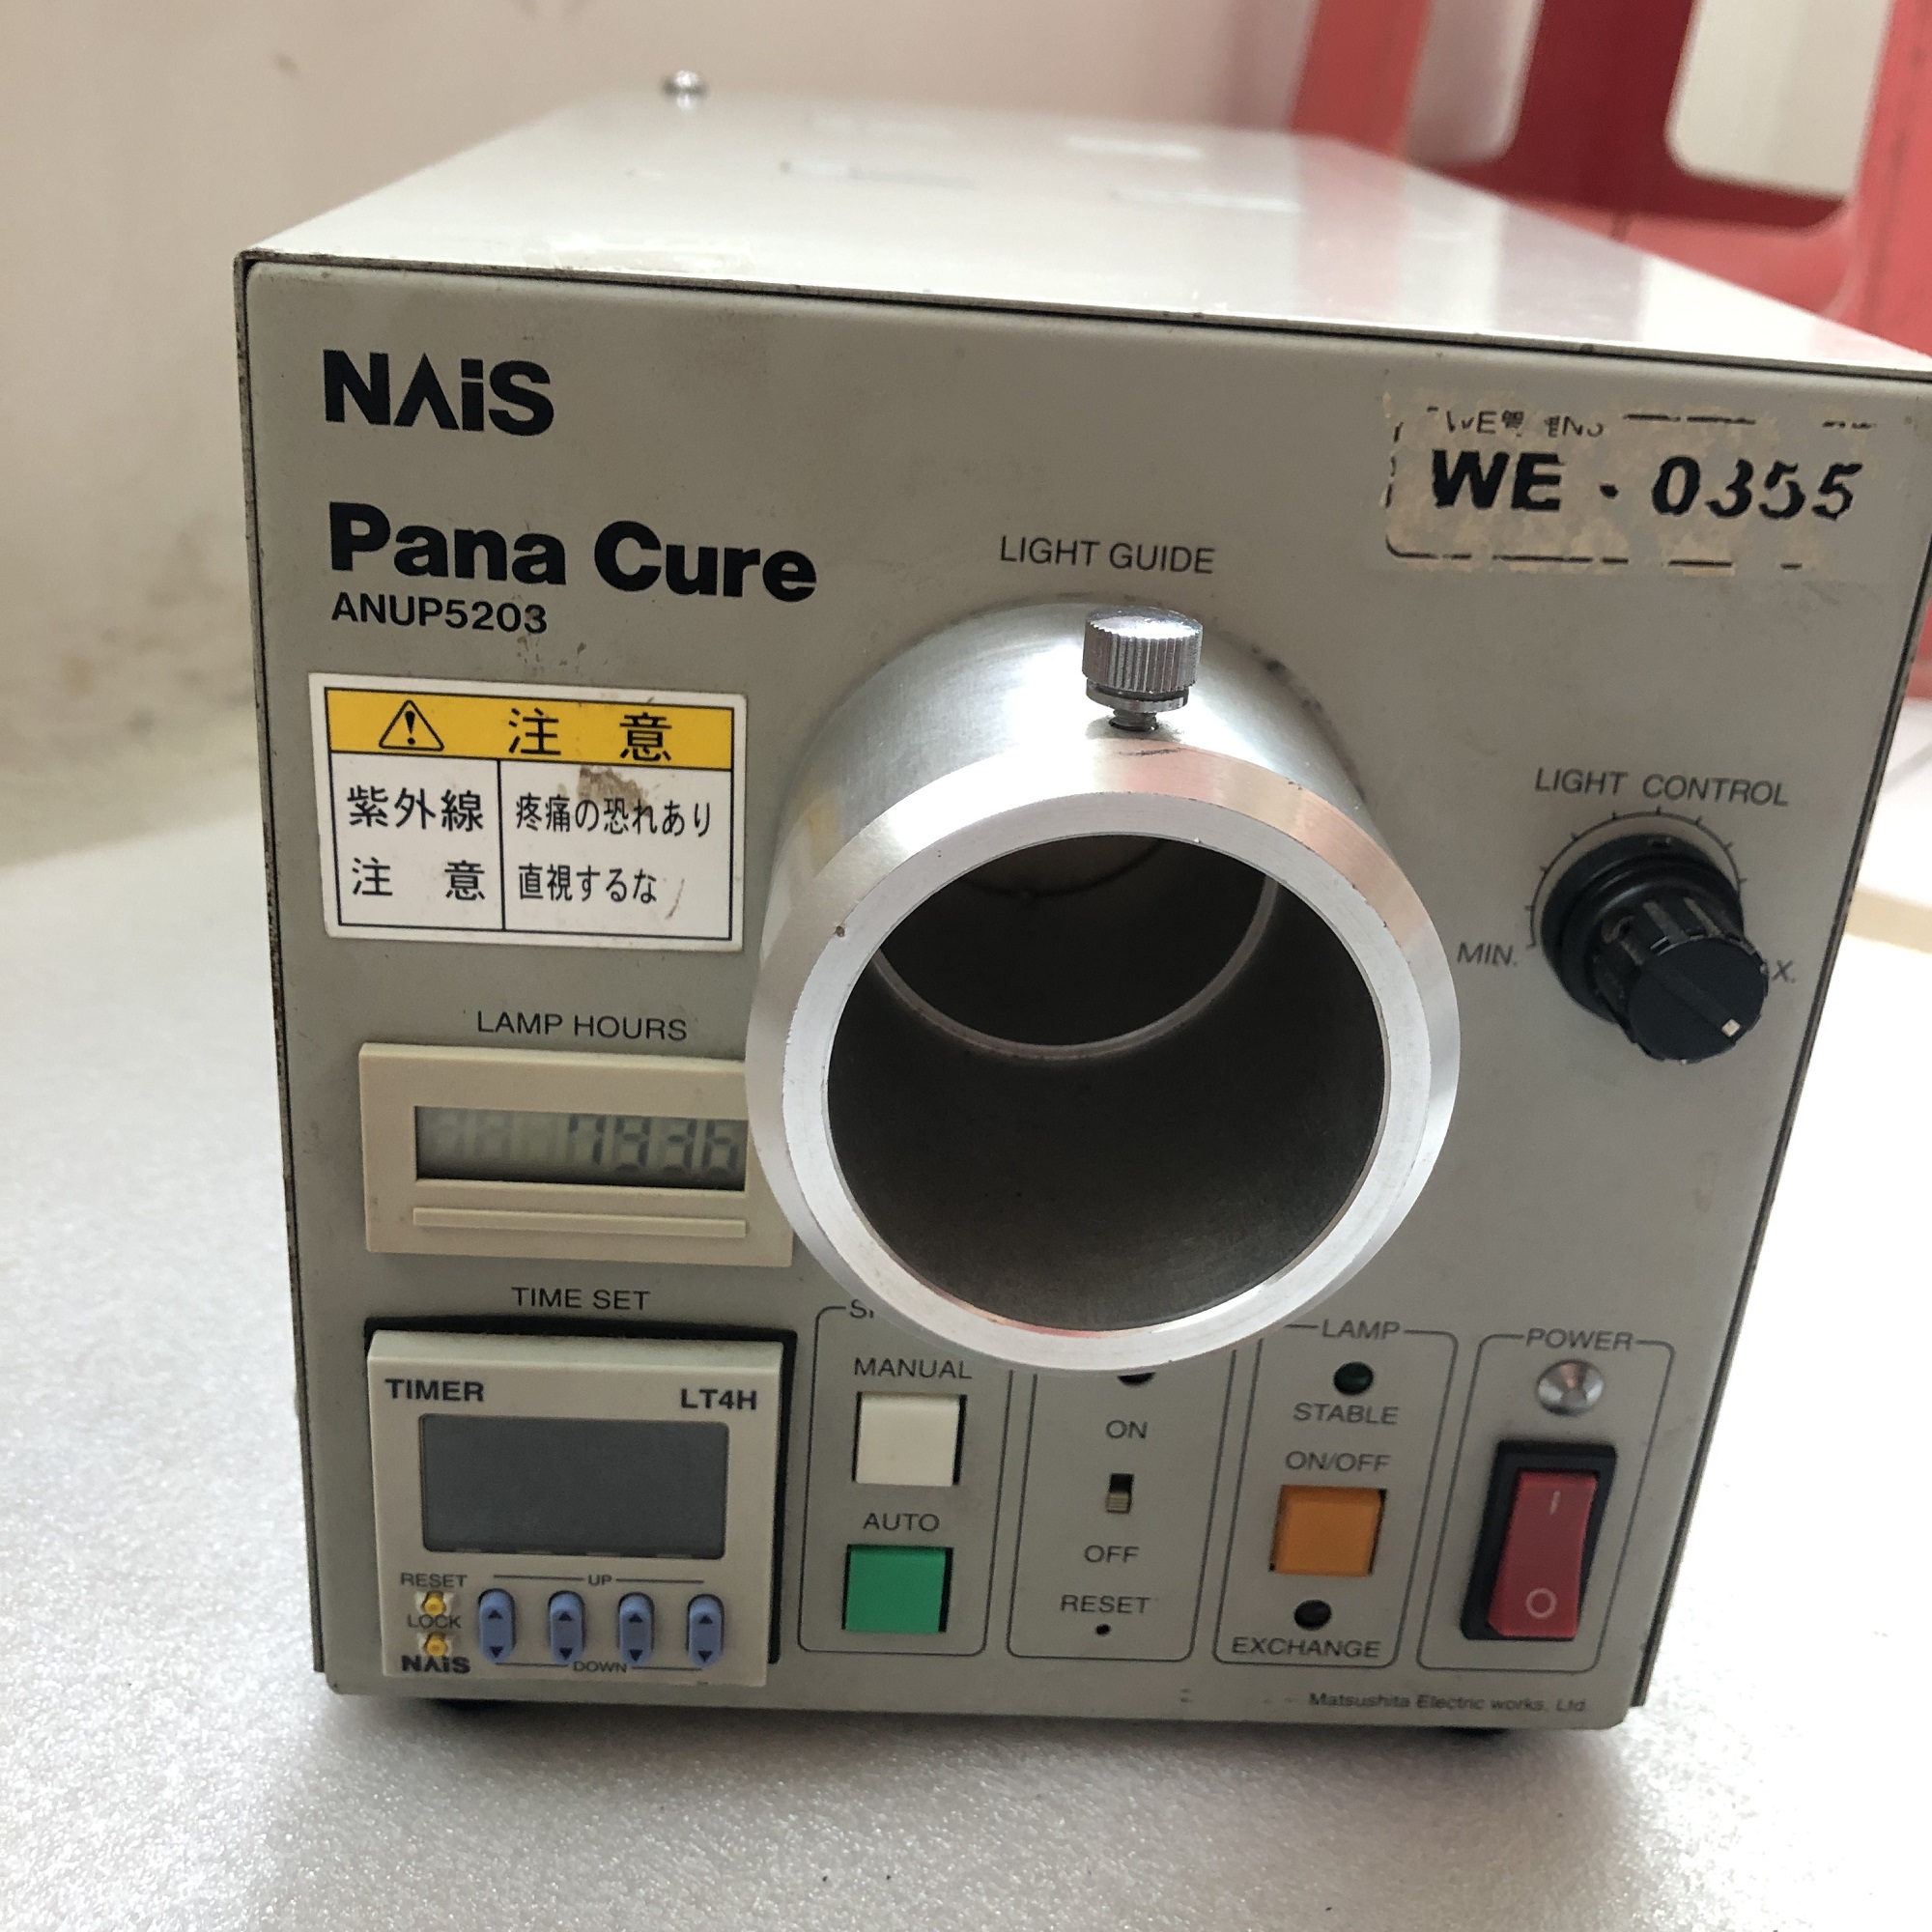 NAiS
Pana Cure
ANUP5203
WE - 0355
LIGHT GUIDE
注 意
紫外線
注 意
疼痛の恐れあり
直視するな
LIGHT CONTROL
MIN.
LAMP HOURS
7836
TIME SET
TIMER LT4H
RESET
UP
LOCK
NAiS
DOWN
MANUAL
AUTO
ON
OFF
RESET
LAMP
STABLE
ON/OFF
EXCHANGE
POWER
Matsushita Electric works, Ltd